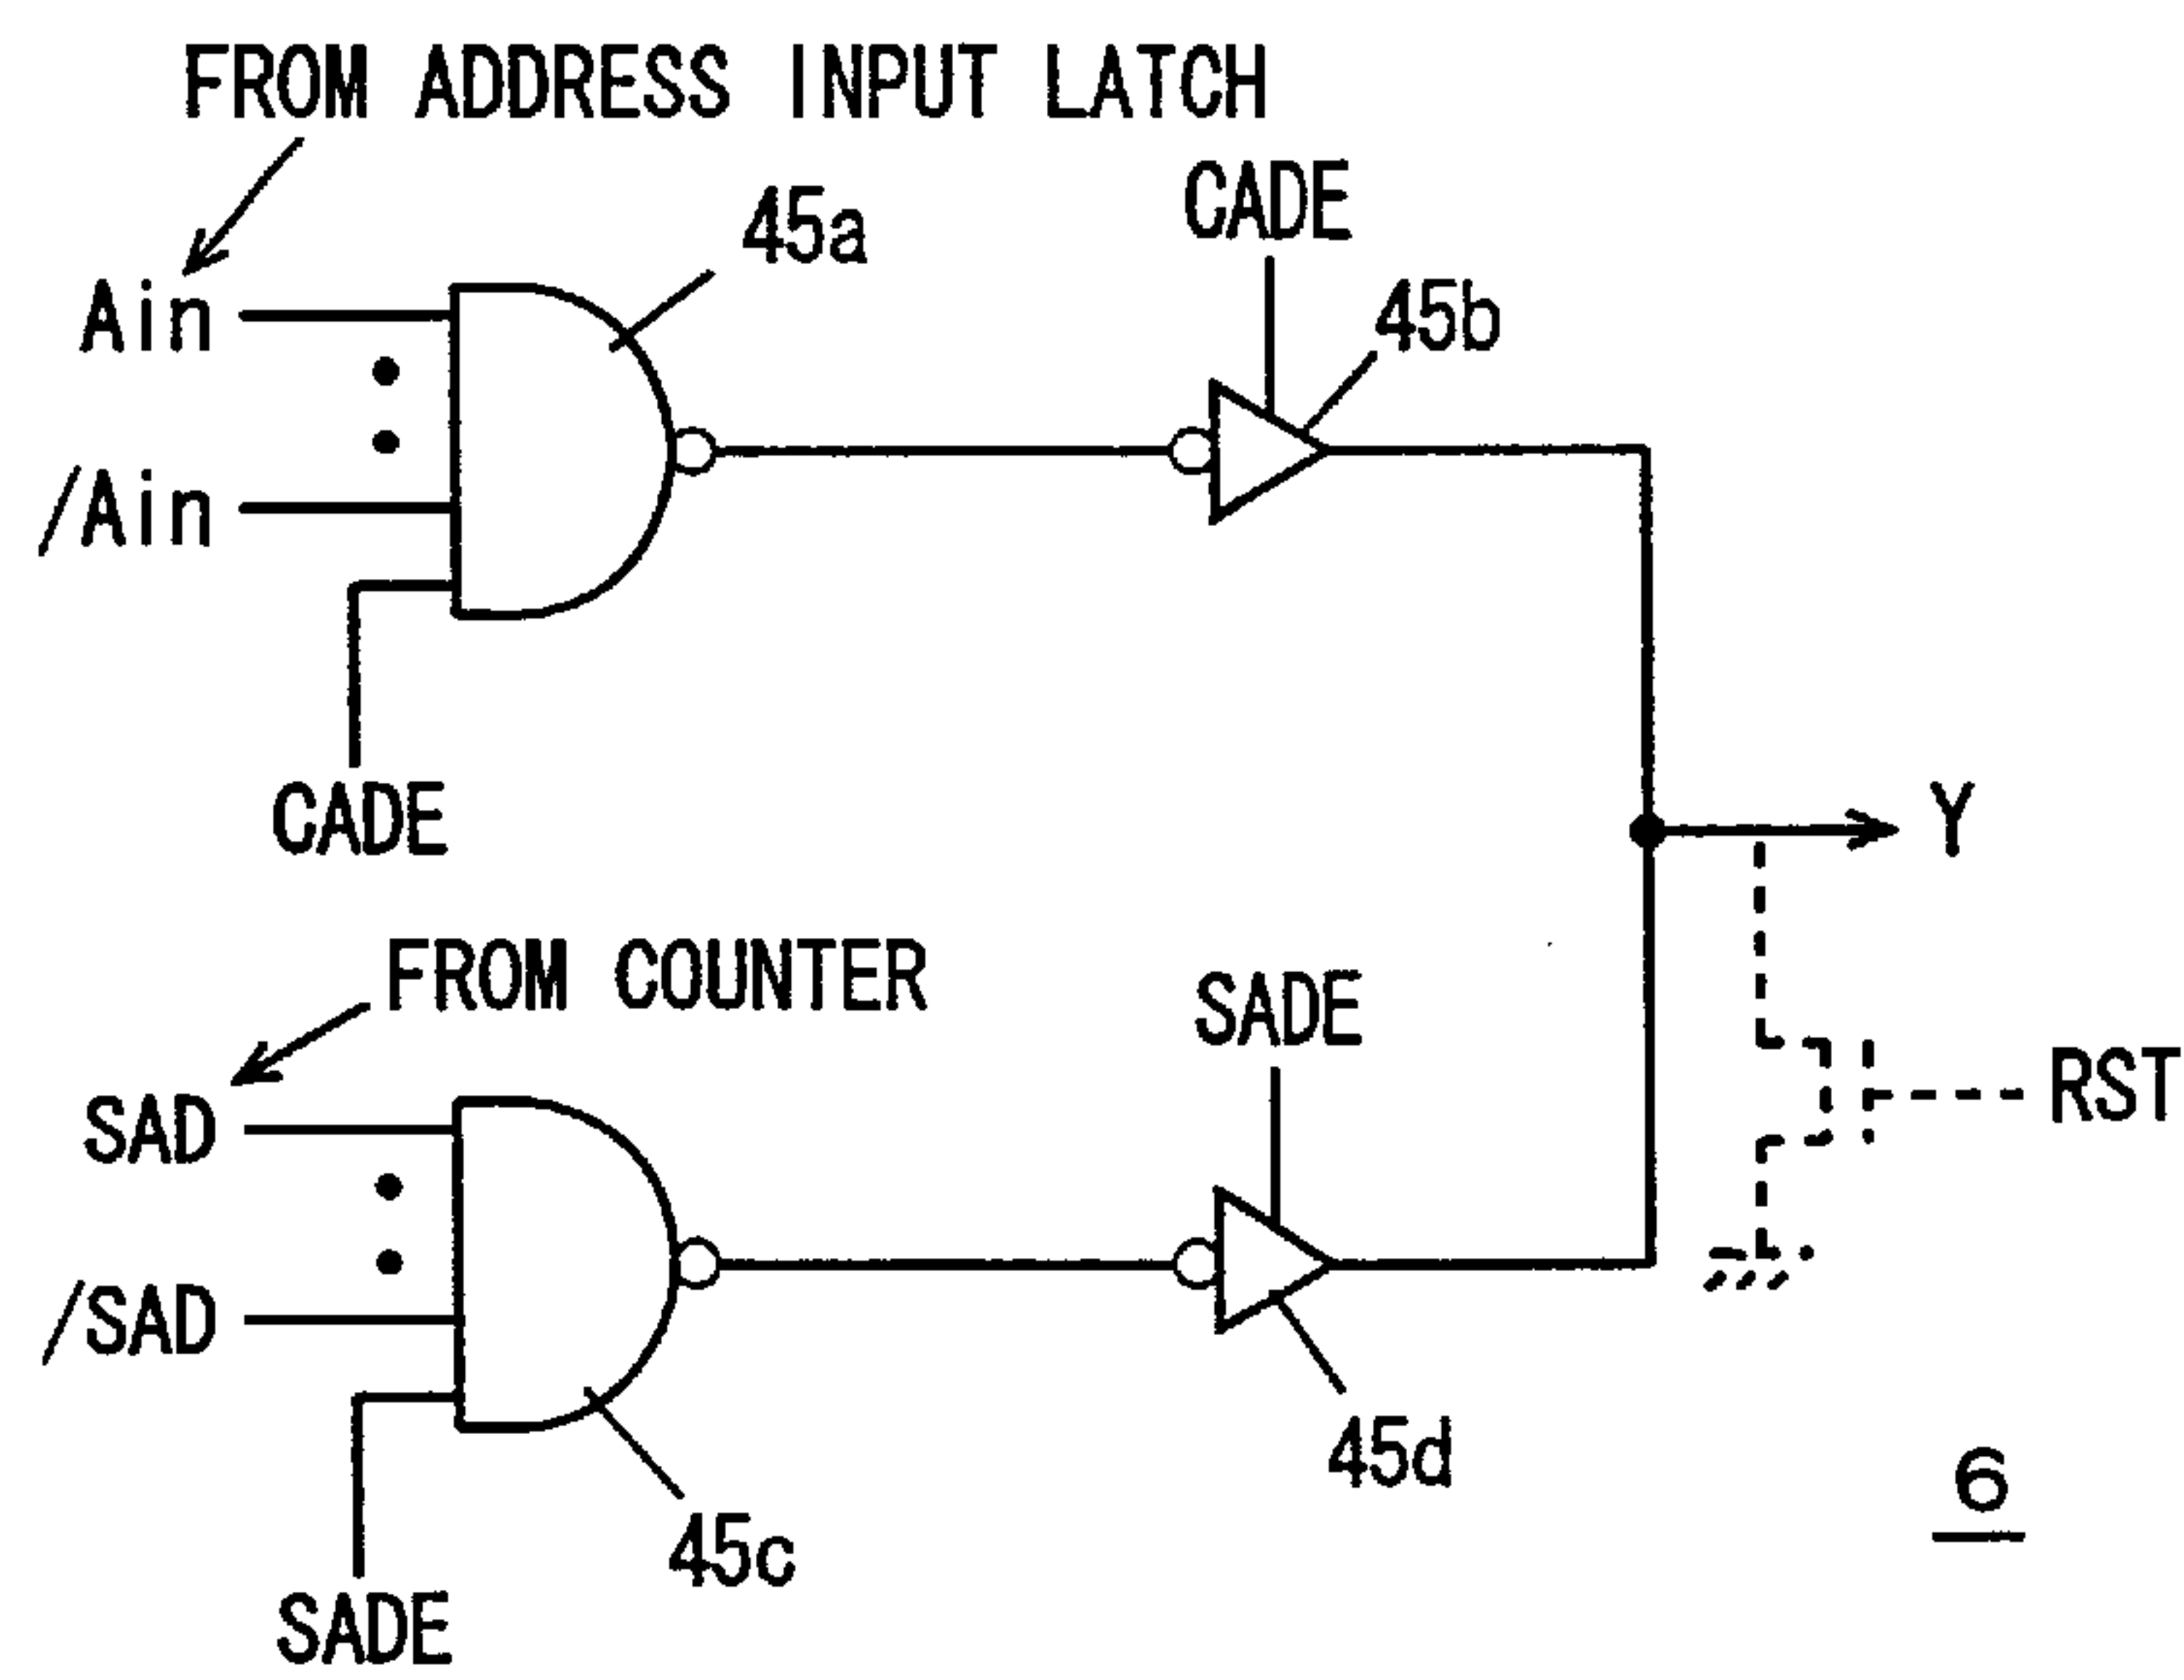 FROM ADDRESS INPUT LATCH
CADE
45a
45b
Ain
/Ain
CADE
Y
FROM COUNTER
SADE
RST
SAD
/SAD
45d
6
45c
SADE